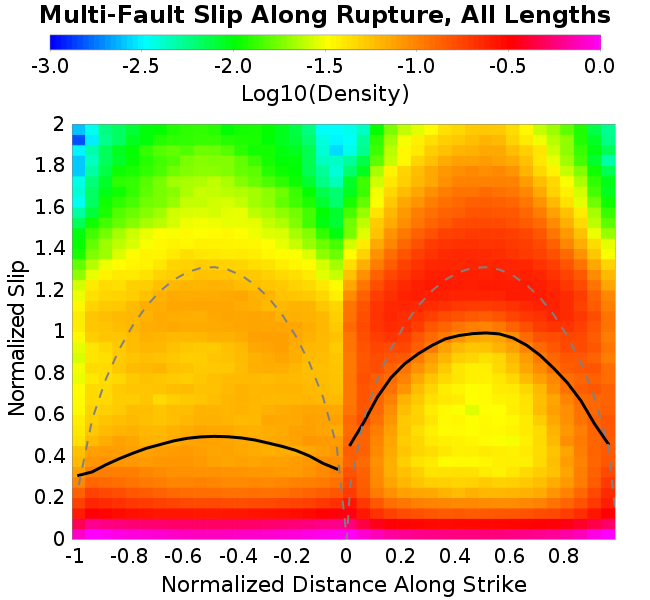 Multi-Fault Slip Along Rupture, All Lengths
-3.0 -2.5 -2.0 -1.5 -1.0 -0.5 0.0
Log10(Density)
2
1.8
1.6
1.4
1.2
1
0.8
0.6
0.4
0.2
0
Normalized Slip
-1 -0.8 -0.6 -0.4 -0.2 0 0.2 0.4 0.6 0.8
Normalized Distance Along Strike